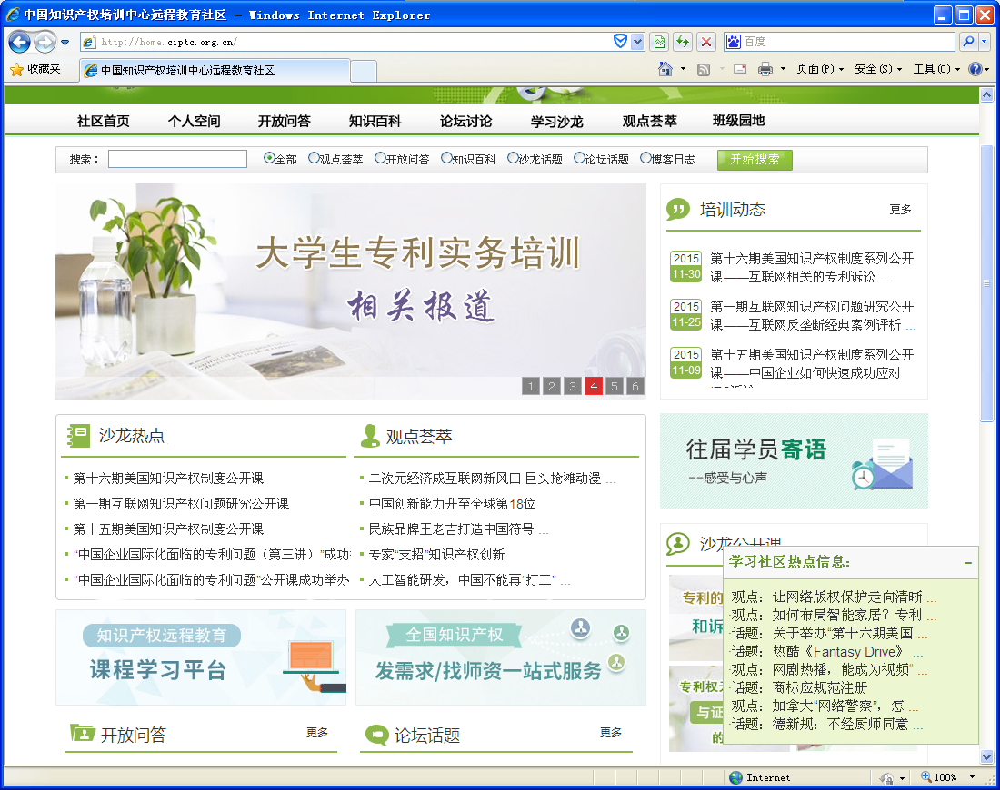 中国知识产权培训中心远程教育社区 - Windows Internet Explorer
http://home.ciptc.org.cn/
百度
收藏夹
中国知识产权培训中心远程教育社区
页面(P)
安全(S)
工具(O)
社区首页 个人空间 开放问答 知识百科 论坛讨论 学习沙龙 观点荟萃 班级园地
搜索：
全部 观点荟萃 开放问答 知识百科 沙龙话题 论坛话题 博客日志
开始搜索
大学生专利实务培训
相关报道
1 2 3 4 5 6
培训动态
更多
2015
11-30
第十六期美国知识产权制度系列公开
课——互联网相关的专利诉讼 ...
2015
11-25
第一期互联网知识产权问题研究公开
课——互联网反垄断经典案例评析 ...
2015
11-09
第十五期美国知识产权制度系列公开
课——中国企业如何快速成功应对
沙龙热点
第十六期美国知识产权制度公开课
第一期互联网知识产权问题研究公开课
第十五期美国知识产权制度公开课
“中国企业国际化面临的专利问题（第三讲）”成功
“中国企业国际化面临的专利问题”公开课成功举办
观点荟萃
二次元经济成互联网新风口 巨头抢滩动漫 ...
中国创新能力升至全球第18位
民族品牌王老吉打造中国符号 ...
专家“支招”知识产权创新
人工智能研发，中国不能再“打工” ...
往届学员寄语
--感受与心声
沙龙公开课
专利的
和诉
专利权
与证
的
学习社区热点信息:
·观点：让网络版权保护走向清晰 ...
·观点：如何布局智能家居？专利 ...
·话题：关于举办“第十六期美国 ...
·话题：热酷《Fantasy Drive》 ...
·观点：网剧热播，能成为视频“ ...
·话题：商标应规范注册
·观点：加拿大“网络警察”，怎 ...
·话题：德新规：不经厨师同意 ...
知识产权远程教育
课程学习平台
全国知识产权
发需求/找师资一站式服务
开放问答
更多
论坛话题
更多
Internet
100%